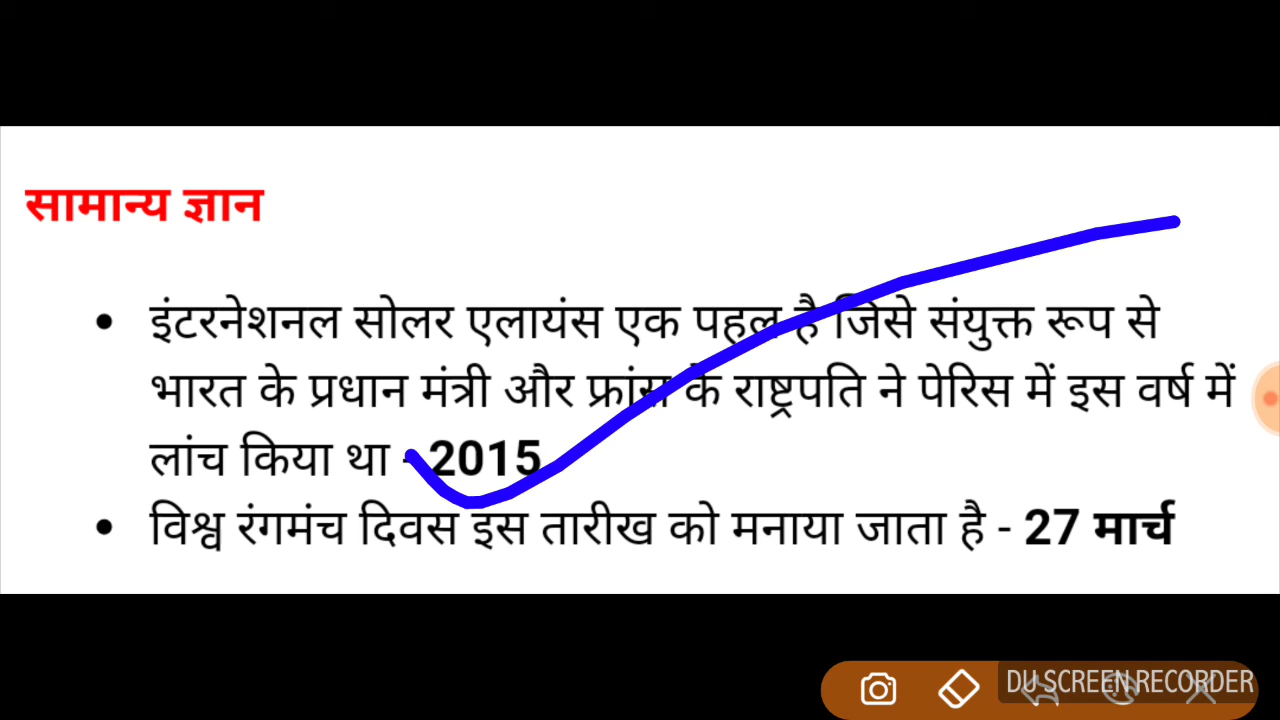 सामान्य ज्ञान
• इंटरनेशनल सोलर एलायंस एक पहल है जिसे संयुक्त रूप से
भारत के प्रधान मंत्री और फ्रांस के राष्ट्रपति ने पेरिस में इस वर्ष में
लांच किया था - 2015
• विश्व रंगमंच दिवस इस तारीख को मनाया जाता है - 27 मार्च
DU SCREEN RECORDER